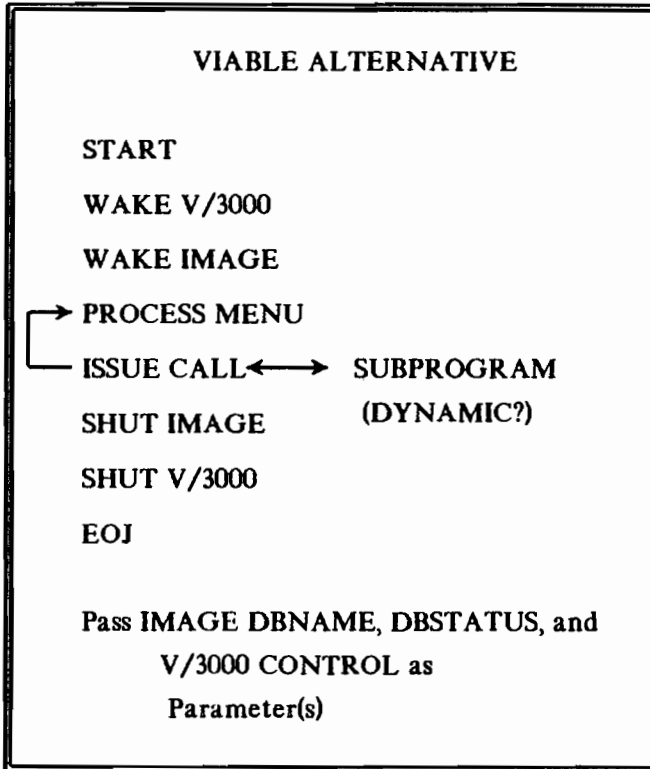 VIABLE ALTERNATIVE
START
WAKE V/3000
WAKE IMAGE
PROCESS MENU
ISSUE CALL SUBPROGRAM
SHUT IMAGE (DYNAMIC?)
SHUT V/3000
EOJ
Pass IMAGE DBNAME, DBSTATUS, and
V/3000 CONTROL as
Parameter(s)